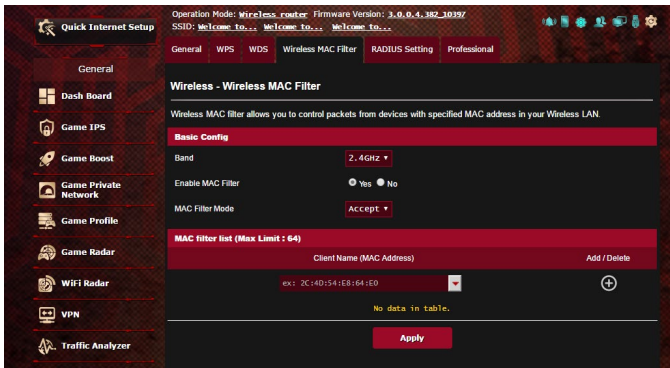 Operation Mode: Wireless router Firmware Version: 3.0.0.4.382_10397
SSID: Welcome to... Welcome to... Welcome to...
Quick Internet Setup
General WPS WDS Wireless MAC Filter RADIUS Setting Professional
General
Dash Board
Game IPS
Game Boost
Game Private
Network
Game Profile
Game Radar
WiFi Radar
VPN
Traffic Analyzer
Wireless - Wireless MAC Filter
Wireless MAC filter allows you to control packets from devices with specified MAC address in your Wireless LAN.
Basic Config
Band 2.4GHz
Enable MAC Filter Yes No
MAC Filter Mode Accept
MAC filter list (Max Limit : 64)
Client Name (MAC Address) Add / Delete
ex: 2C:4D:54:E8:64:E0
No data in table.
Apply